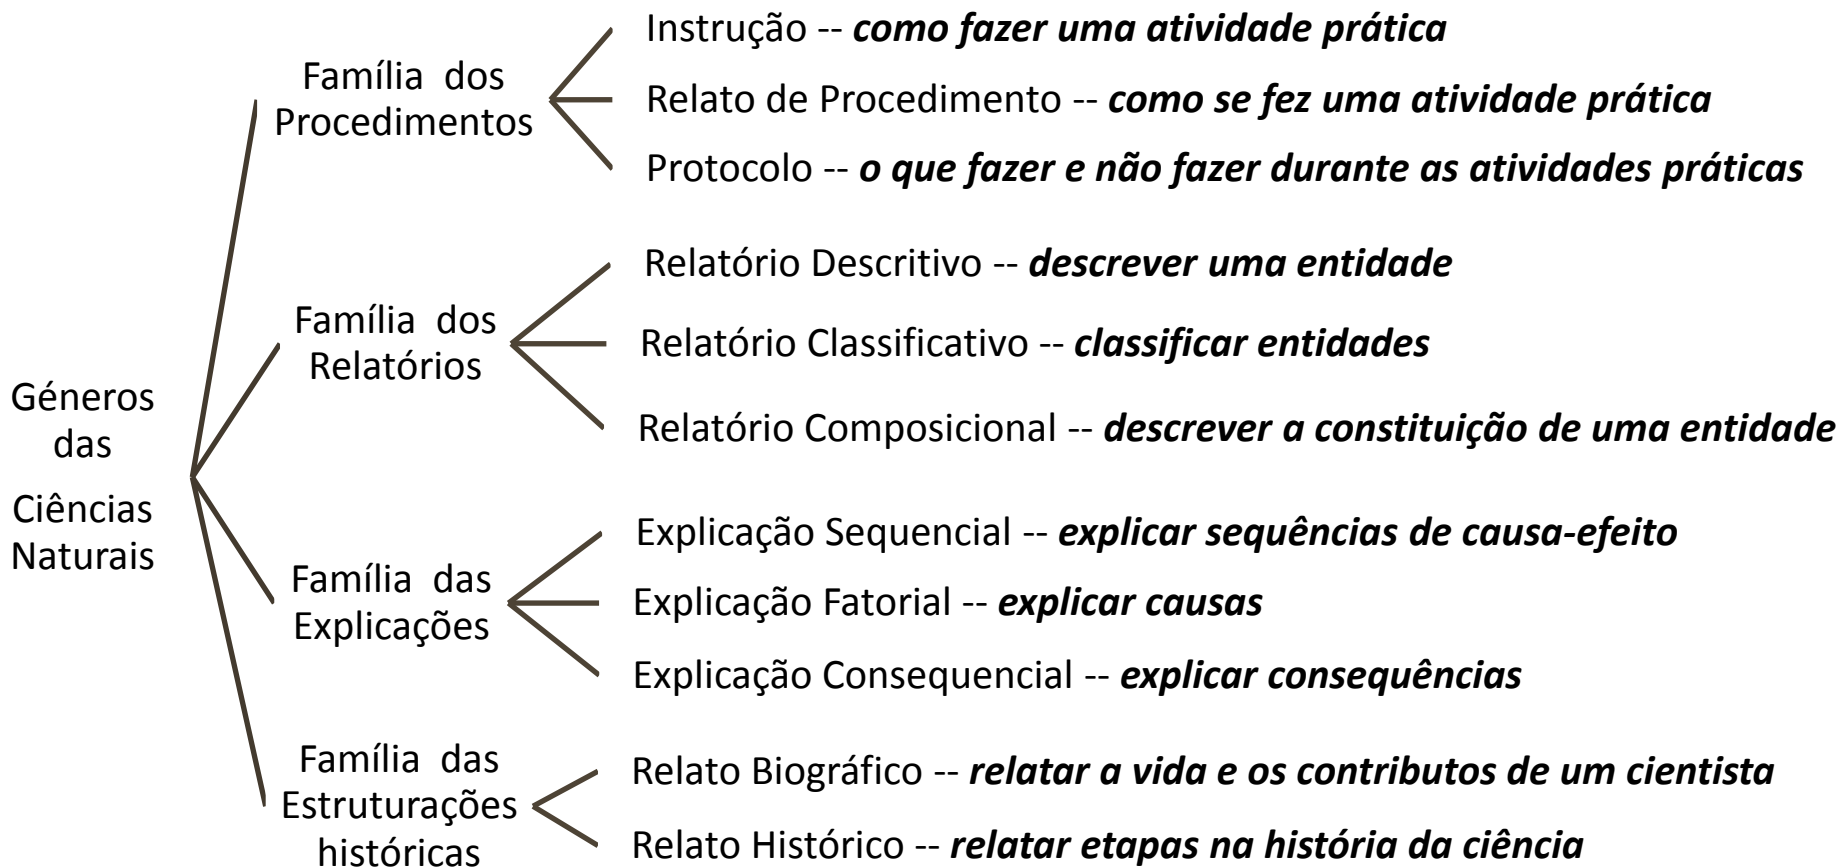 Géneros
das
Ciências
Naturais
Família dos
Procedimentos
Instrução -- como fazer uma atividade prática
Relato de Procedimento -- como se fez uma atividade prática
Protocolo -- o que fazer e não fazer durante as atividades práticas
Família dos
Relatórios
Relatório Descritivo -- descrever uma entidade
Relatório Classificativo -- classificar entidades
Relatório Composicional -- descrever a constituição de uma entidade
Família das
Explicações
Explicação Sequencial -- explicar sequências de causa-efeito
Explicação Fatorial -- explicar causas
Explicação Consequencial -- explicar consequências
Família das
Estruturações
históricas
Relato Biográfico -- relatar a vida e os contributos de um cientista
Relato Histórico -- relatar etapas na história da ciência